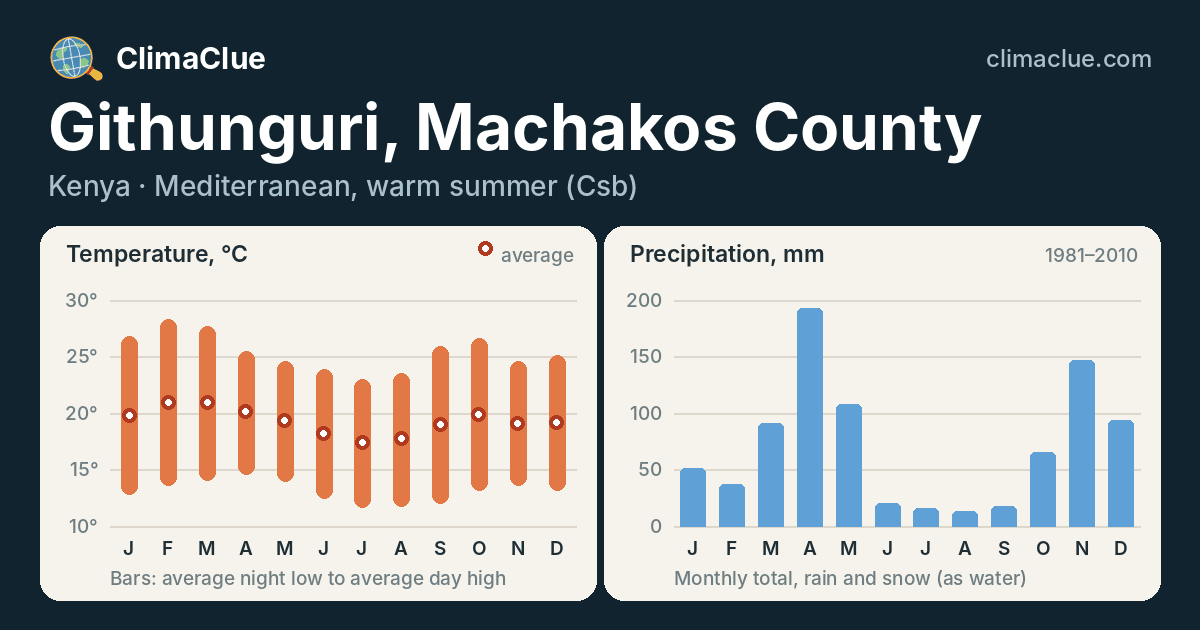 ClimaClue
climaclue.com
Githunguri, Machakos County
Kenya · Mediterranean, warm summer (Csb)
Temperature, °C
average
30°
25°
20°
15°
10°
J F M A M J J A S O N D
Bars: average night low to average day high
Precipitation, mm
1981–2010
200
150
100
50
0
J F M A M J J A S O N D
Monthly total, rain and snow (as water)